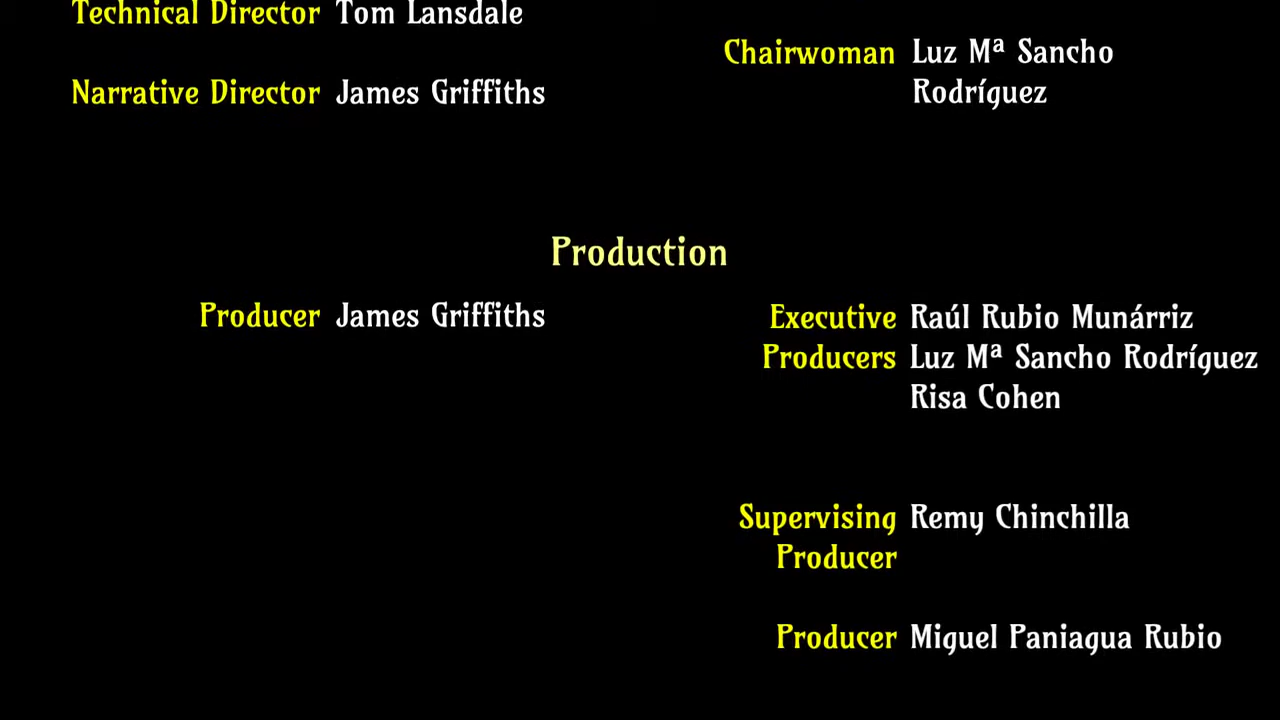 Technical Director Tom Lansdale
Narrative Director James Griffiths
Chairwoman Luz Mª Sancho
Rodríguez
Production
Producer James Griffiths
Executive Raúl Rubio Munárriz
Producers Luz Mª Sancho Rodríguez
Risa Cohen
Supervising Remy Chinchilla
Producer
Producer Miguel Paniagua Rubio